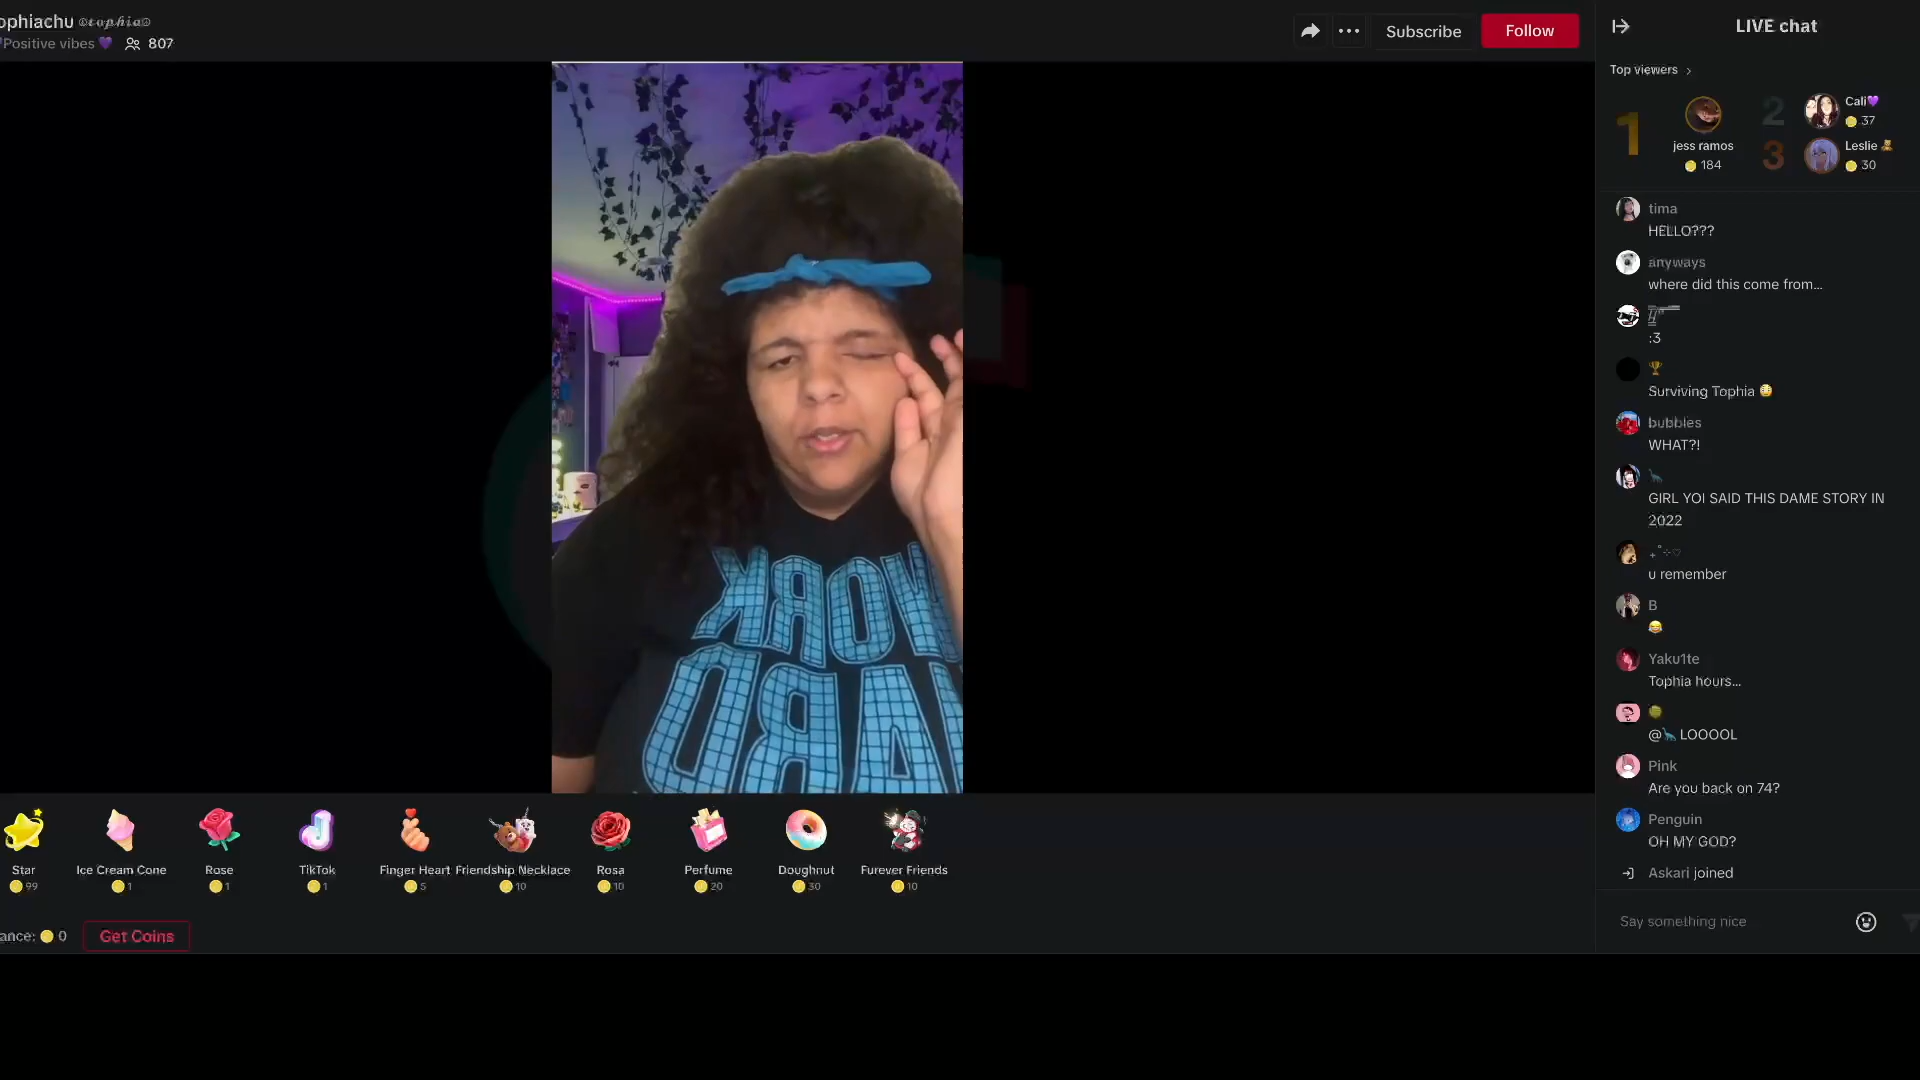 ophiachu @tophia
Positive vibes 💜 807
Subscribe
Follow
LIVE chat
Top viewers >
1
jess ramos
184
2
Cali💜
37
3
Leslie 🧸
30
tima
HELLO???
anyways
where did this come from...
:3
🏆
Surviving Tophia 😳
bubbles
WHAT?!
🦕
GIRL YOI SAID THIS DAME STORY IN
2022
u remember
B
😂
Yaku1te
Tophia hours...
@🦕 LOOOOL
Pink
Are you back on 74?
Penguin
OH MY GOD?
Askari joined
Say something nice
WORK
HARD
Star
99
Ice Cream Cone
1
Rose
1
TikTok
1
Finger Heart
5
Friendship Necklace
10
Rosa
10
Perfume
20
Doughnut
30
Furever Friends
10
ance: 0
Get Coins